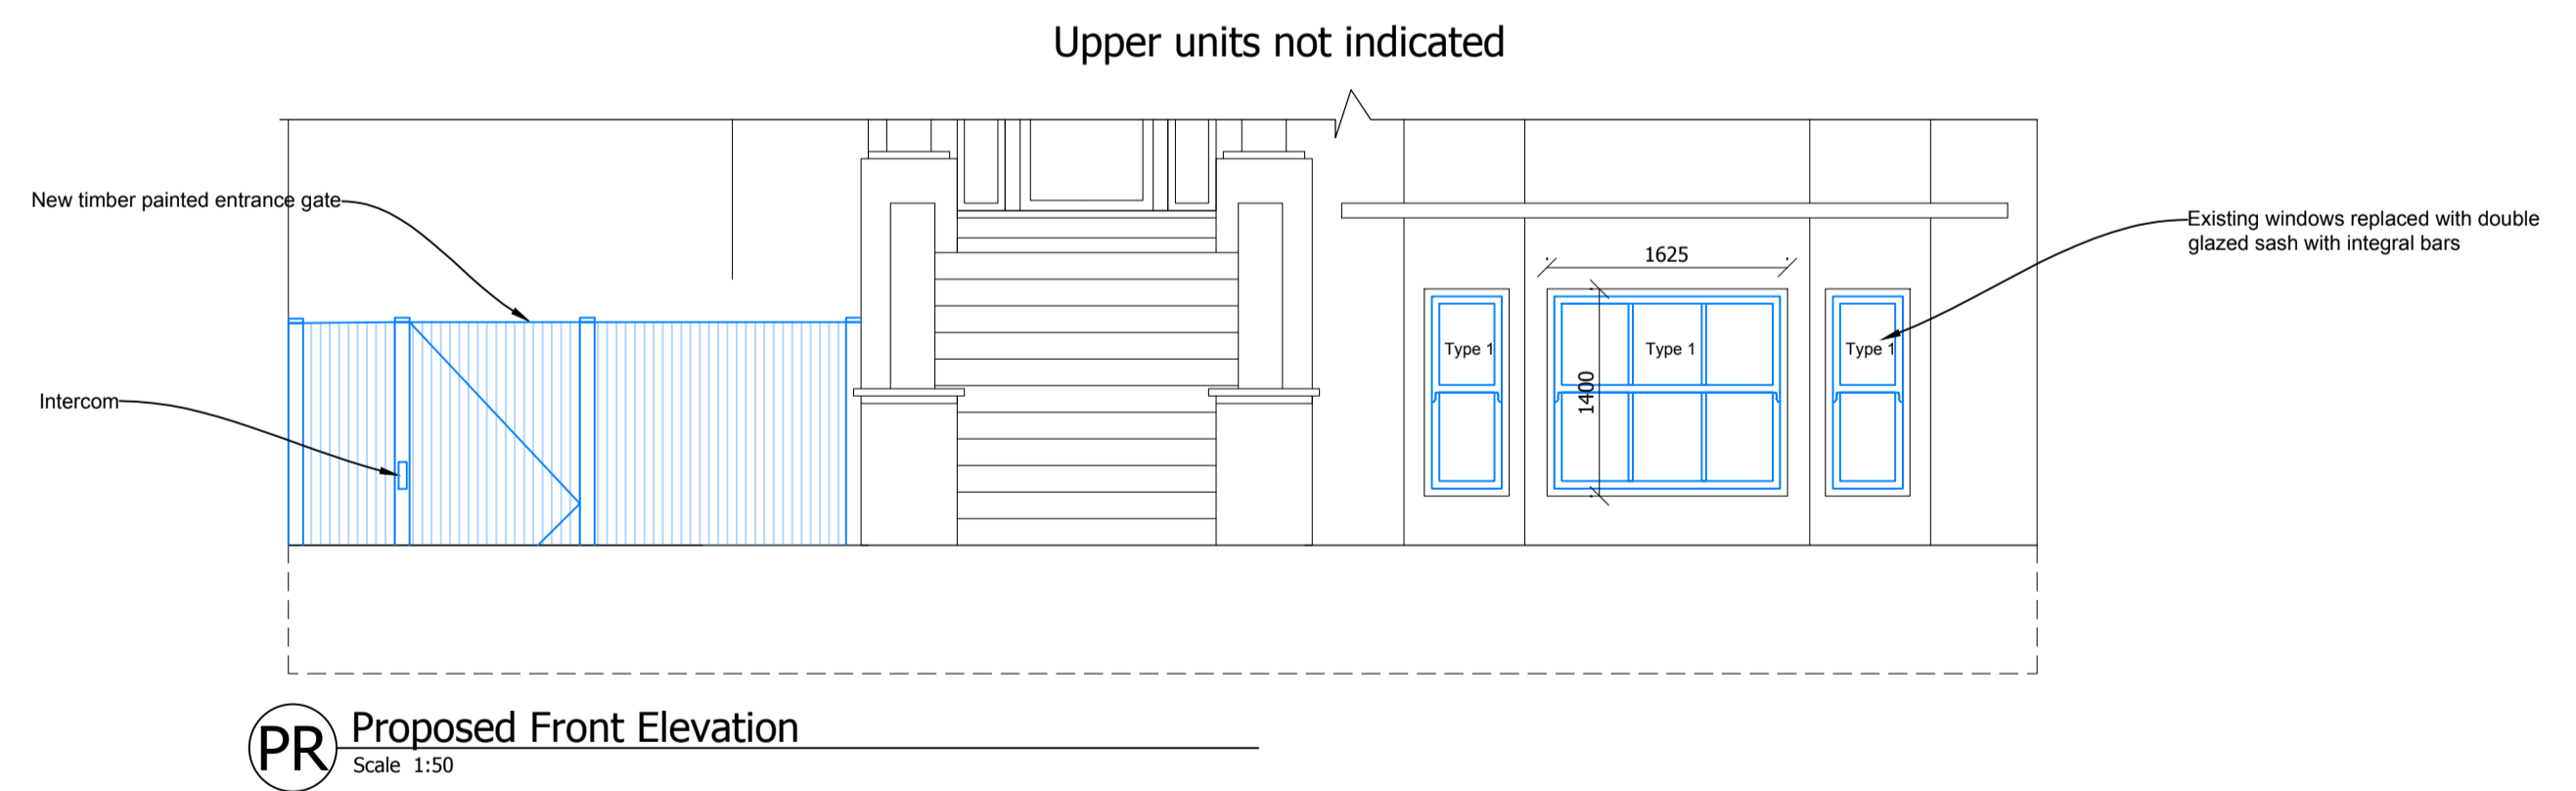 Upper units not indicated
New timber painted entrance gate
Existing windows replaced with double
glazed sash with integral bars
1625
Type 1
Type 1
Type 1
1400
Intercom
PR
Proposed Front Elevation
Scale 1:50